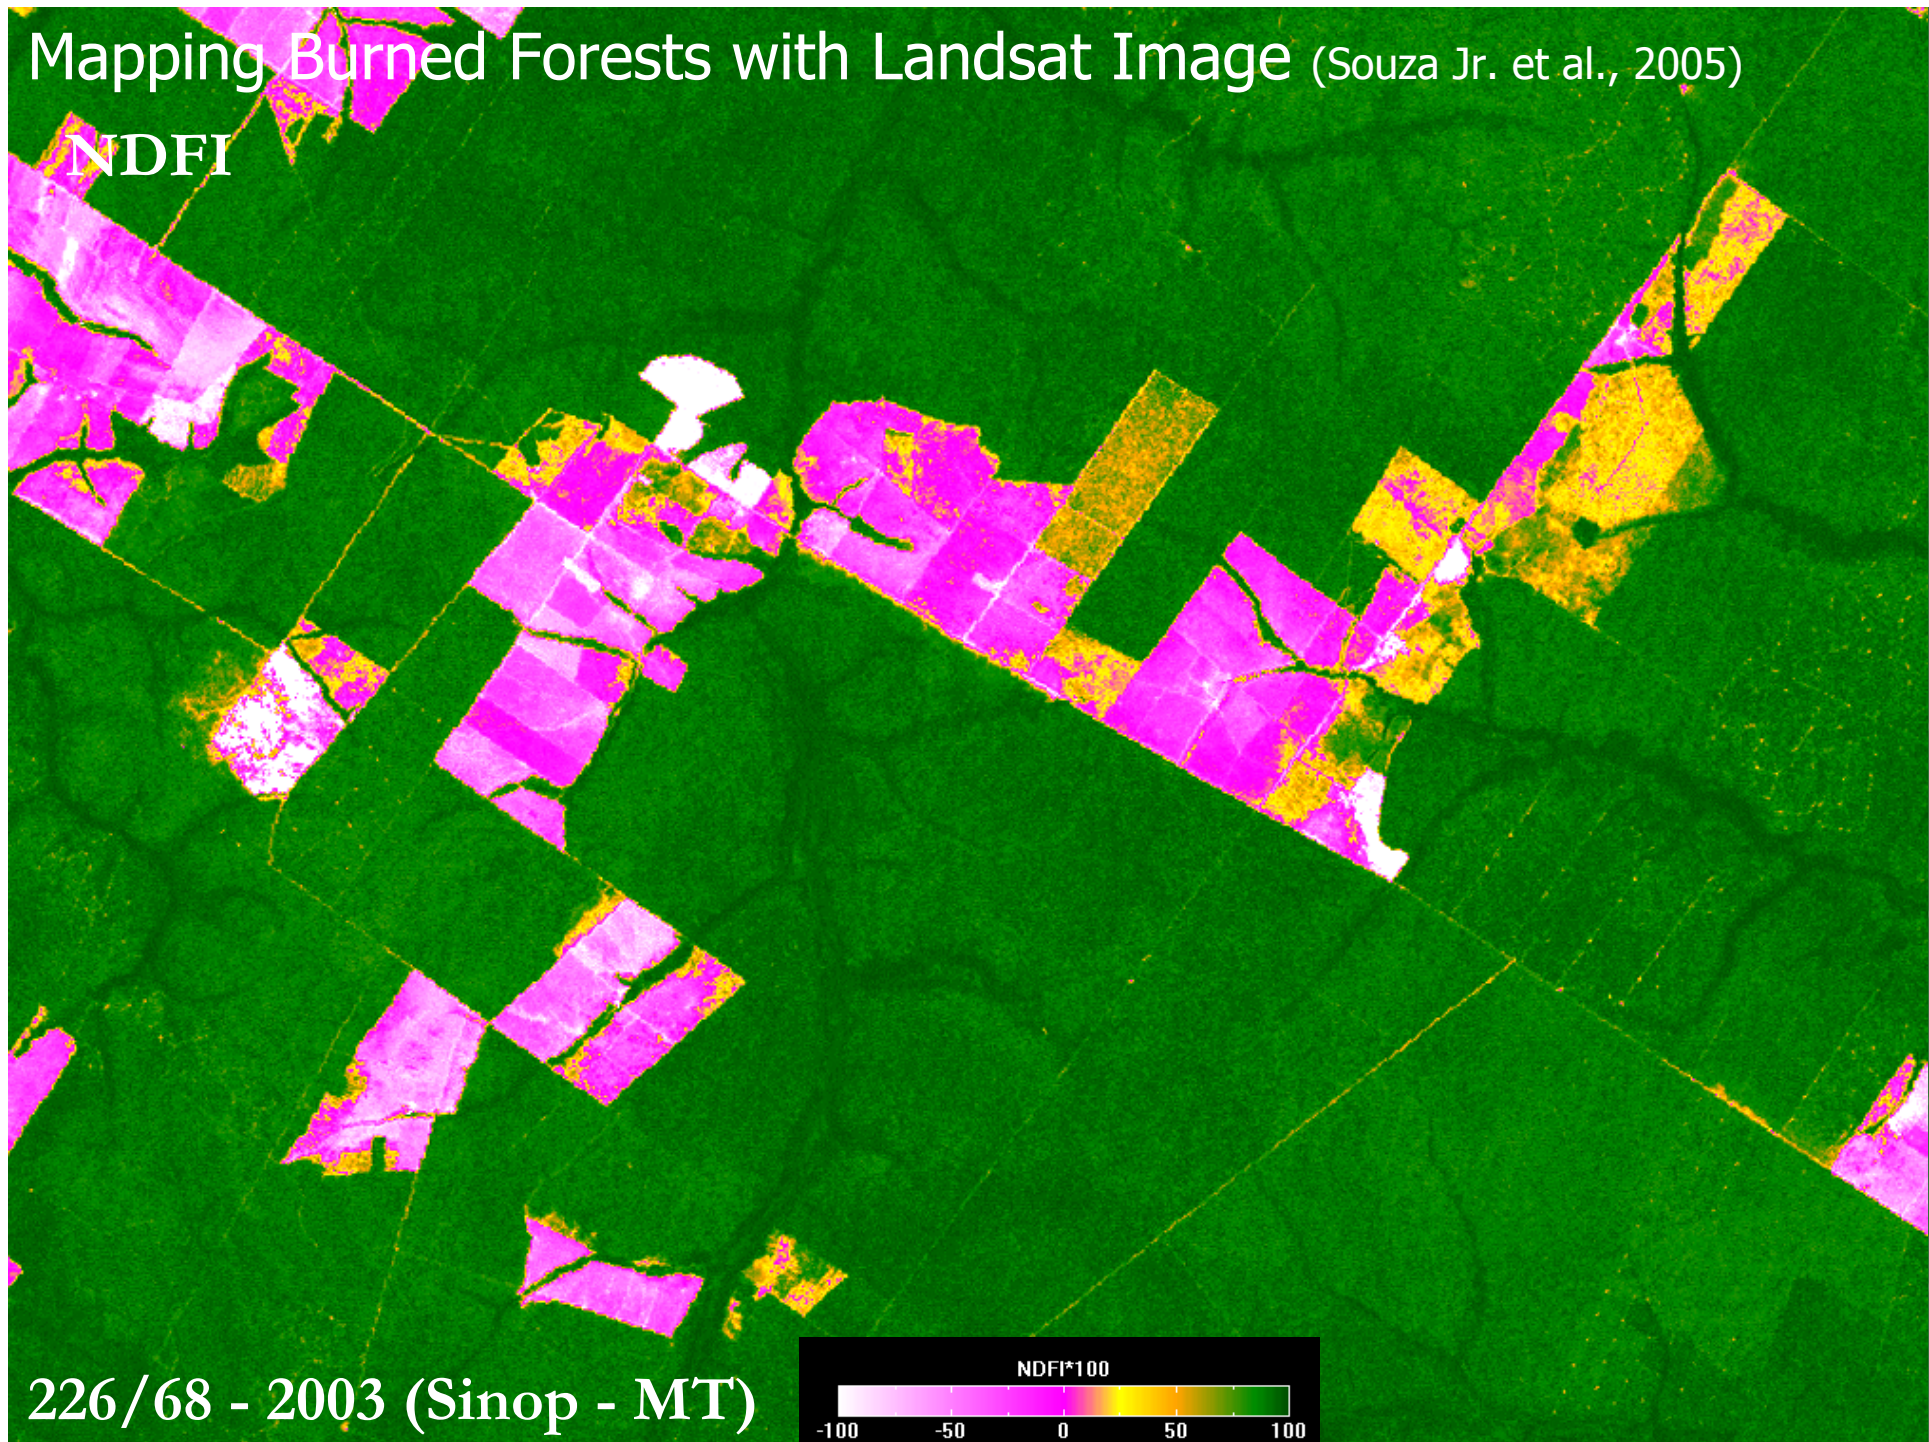 Mapping Burned Forests with Landsat Image (Souza Jr. et al., 2005)
NDFI
226/68 - 2003 (Sinop - MT)
NDFI*100
-100 -50 0 50 100